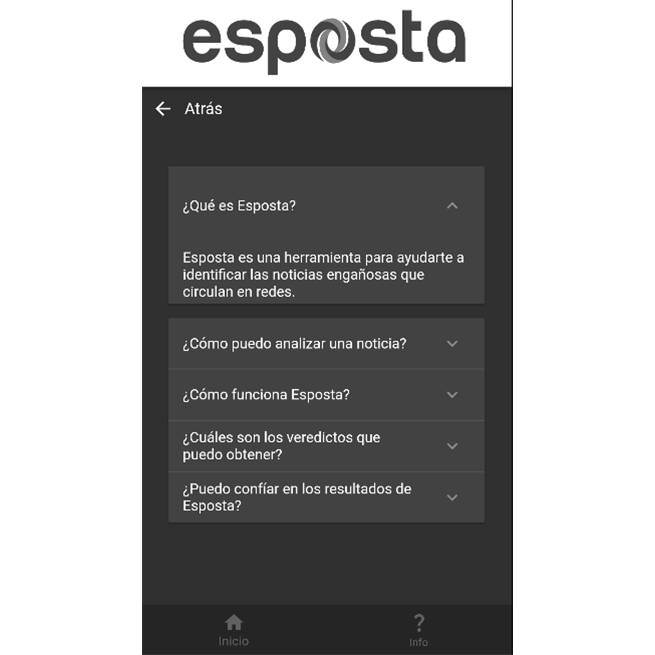 esposta
Atrás
¿Qué es Esposta?
Esposta es una herramienta para ayudarte a
identificar las noticias engañosas que
circulan en redes.
¿Cómo puedo analizar una noticia?
¿Cómo funciona Esposta?
¿Cuáles son los veredictos que
puedo obtener?
¿Puedo confíar en los resultados de
Esposta?
Inicio
Info